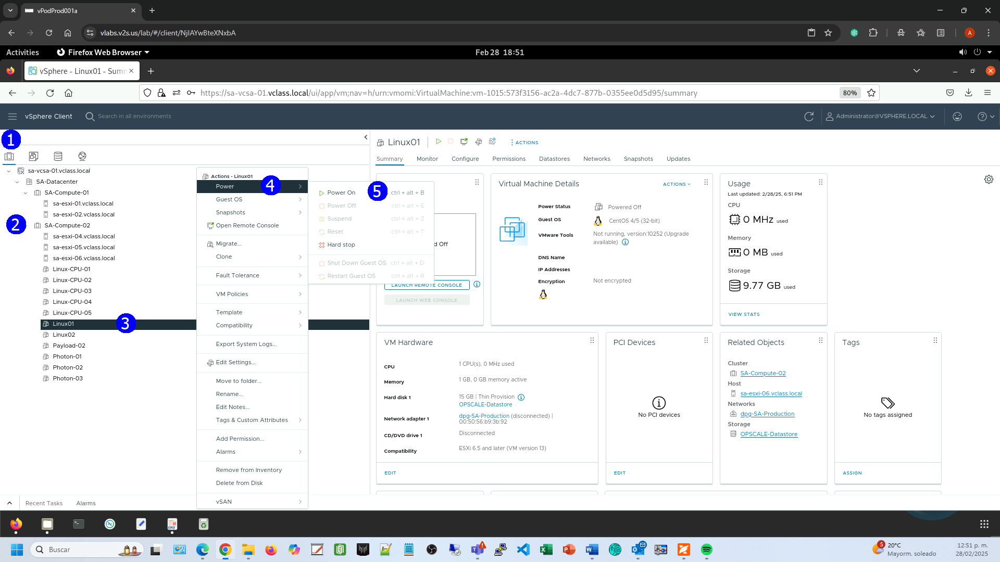 vPodProd001a
vlabs.v2s.us/lab/#/client/NjIAYwBteXNxbA
A
Activities
Firefox Web Browser
Feb 28 18:51
vSphere - Linux01 - Summ
https://sa-vcsa-01.vclass.local/ui/app/vm;nav=h/urn:vmomi:VirtualMachine:vm-1015:573f3156-ac2a-4dc7-877b-0355ee0d5d95/summary
80%
vSphere Client
Search in all environments
Administrator@VSPHERE.LOCAL
1
sa-vcsa-01.vclass.local
SA-Datacenter
SA-Compute-01
sa-esxi-01.vclass.local
sa-esxi-02.vclass.local
2
SA-Compute-02
sa-esxi-04.vclass.local
sa-esxi-05.vclass.local
sa-esxi-06.vclass.local
Linux-CPU-01
Linux-CPU-02
Linux-CPU-03
Linux-CPU-04
Linux-CPU-05
Linux01
3
Linux02
Payload-02
Photon-01
Photon-02
Photon-03
Actions - Linux01
Power
4
Guest OS
Snapshots
Open Remote Console
Migrate...
Clone
Fault Tolerance
VM Policies
Template
Compatibility
Export System Logs...
Edit Settings...
Move to folder...
Rename...
Edit Notes...
Tags & Custom Attributes
Add Permission...
Alarms
Remove from Inventory
Delete from Disk
vSAN
5
Power On ctrl + alt + B
Power Off ctrl + alt + E
Suspend ctrl + alt + Z
Reset ctrl + alt + T
Hard stop
Shut Down Guest OS ctrl + alt + D
Restart Guest OS ctrl + alt + R
Linux01
ACTIONS
Summary Monitor Configure Permissions Datastores Networks Snapshots Updates
d Off
LAUNCH REMOTE CONSOLE
LAUNCH WEB CONSOLE
Virtual Machine Details
ACTIONS
Power Status Powered Off
Guest OS CentOS 4/5 (32-bit)
VMware Tools Not running, version:10252 (Upgrade
available)
DNS Name
IP Addresses
Encryption Not encrypted
Usage
Last updated: 2/28/25, 6:51 PM
CPU
0 MHz used
Memory
0 MB used
Storage
9.77 GB used
VIEW STATS
VM Hardware
CPU 1 CPU(s), 0 MHz used
Memory 1 GB, 0 GB memory active
Hard disk 1 15 GB | Thin Provision
OPSCALE-Datastore
Network adapter 1 dpg-SA-Production (disconnected) |
00:50:56:b9:3b:92
CD/DVD drive 1 Disconnected
Compatibility ESXi 6.5 and later (VM version 13)
EDIT
PCI Devices
No PCI devices
EDIT
Related Objects
Cluster
SA-Compute-02
Host
sa-esxi-06.vclass.local
Networks
dpg-SA-Production
Storage
OPSCALE-Datastore
Tags
No tags assigned
ASSIGN
Recent Tasks Alarms
Buscar
5
20°C
Mayorm. soleado
12:51 p. m.
28/02/2025